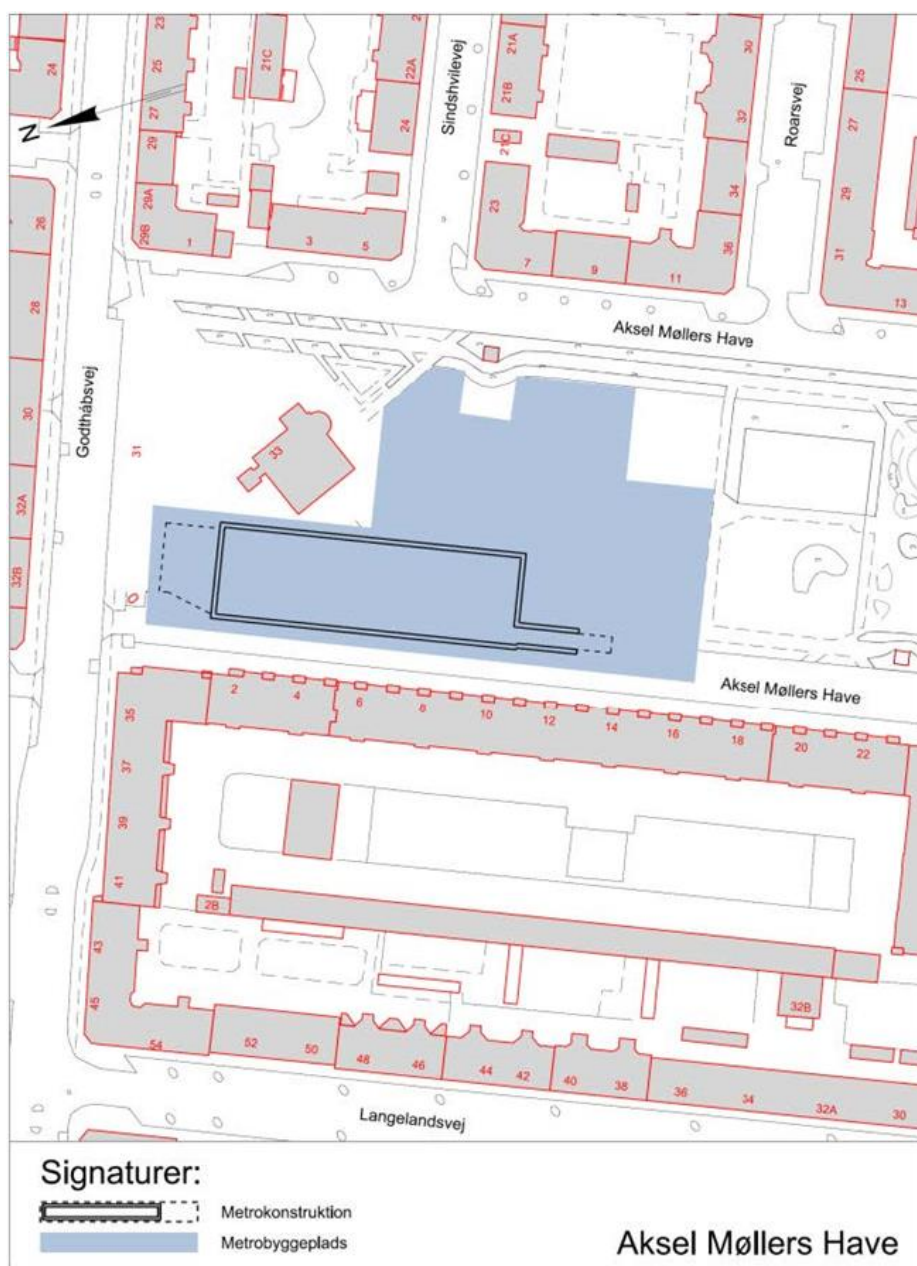 23
25
27
29
29A
29B
1
21C
3
5
22A
24
24
N
Sindshvilevej
21A
21B
21C
23
7
9
11
30
32
34
36
Roarsvej
25
27
29
31
13
Aksel Møllers Have
26
28
30
32A
32B
Godthåbsvej
31
33
Aksel Møllers Have
35
37
39
41
43
45
2
4
6
8
10
12
14
16
18
20
22
2B
32B
54
52
50
48
46
44
42
40
38
36
34
32A
30
Langelandsvej
Signaturer:
Metrokonstruktion
Metrobyggeplads
Aksel Møllers Have